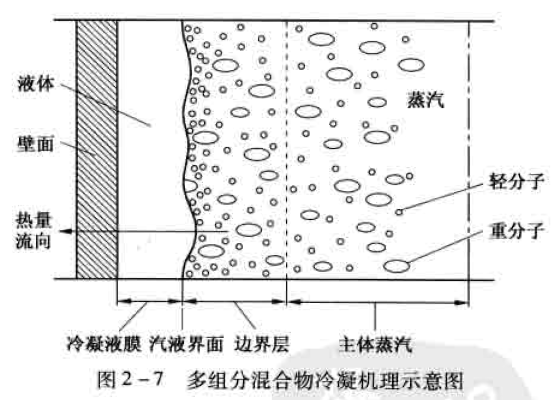 液体
壁面
热量
流向
蒸汽
轻分子
重分子
冷凝液膜 汽液界面 边界层 主体蒸汽
图2-7 多组分混合物冷凝机理示意图